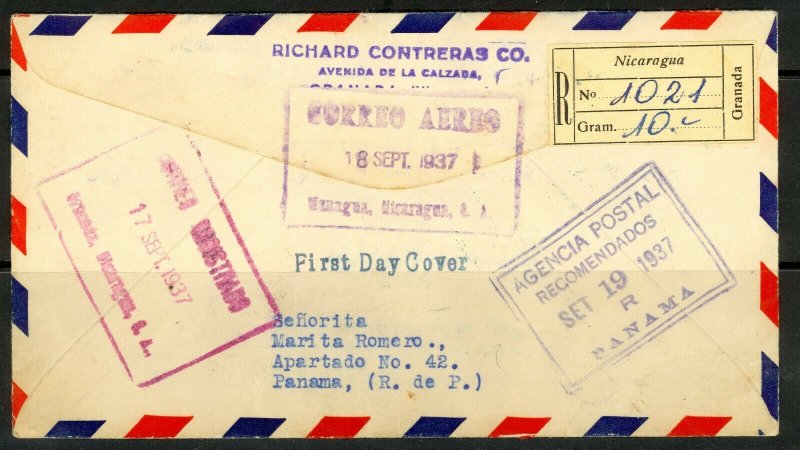 RICHARD CONTRERAS CO.
AVENIDA DE LA CALZADA,
GRANADA,
R
Nicaragua
No 1021
Gram. 10.-
Granada
CORREO AEREO
18 SEPT. 1937
Managua, Nicaragua, C. A.
17 SEPT. 1937
Granada, Nicaragua, C. A.,
AGENCIA POSTAL
RECOMENDADOS
SET 19 1937
R
PANAMA
First Day Cover
Señorita
Marita Romero.,
Apartado No. 42.
Panama, (R. de P.)